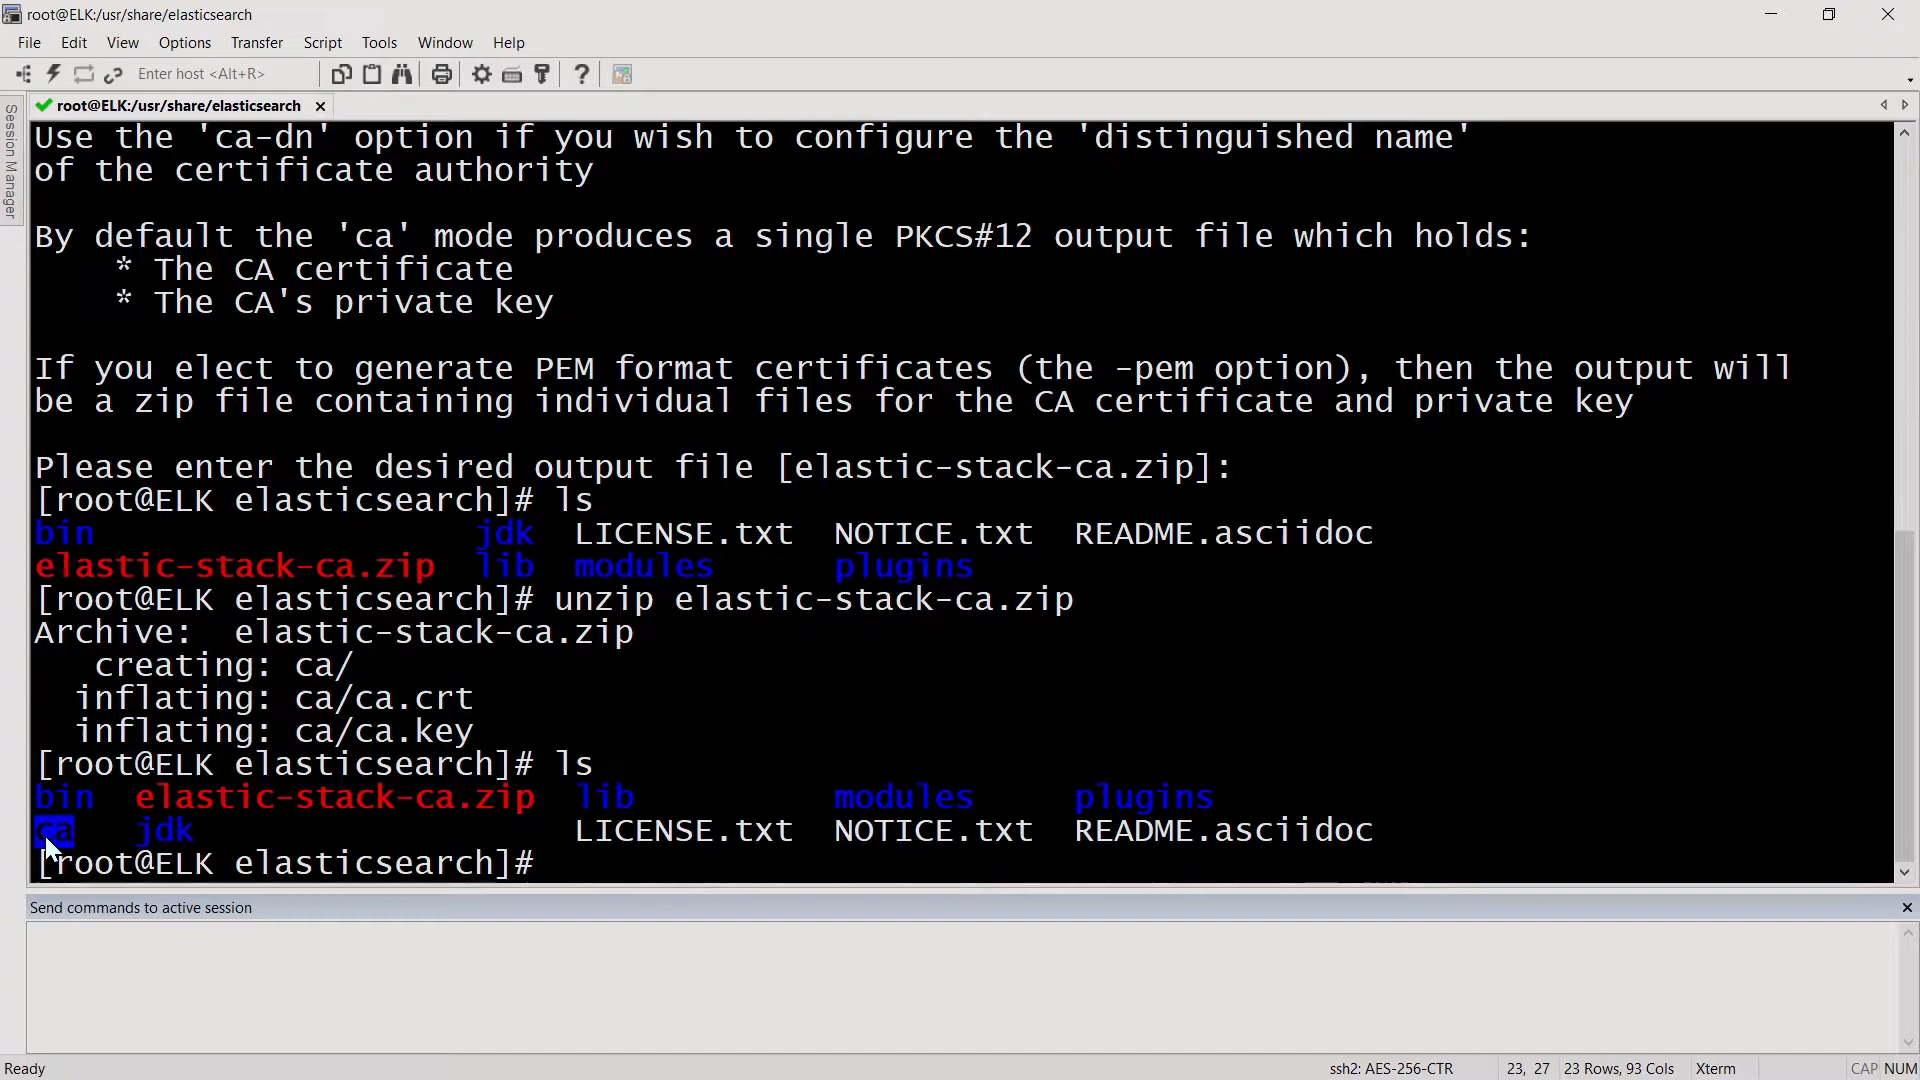 root@ELK:/usr/share/elasticsearch
File Edit View Options Transfer Script Tools Window Help
Enter host <Alt+R>
root@ELK:/usr/share/elasticsearch
Session Manager
Use the 'ca-dn' option if you wish to configure the 'distinguished name'
of the certificate authority
By default the 'ca' mode produces a single PKCS#12 output file which holds:
* The CA certificate
* The CA's private key
If you elect to generate PEM format certificates (the -pem option), then the output will
be a zip file containing individual files for the CA certificate and private key
Please enter the desired output file [elastic-stack-ca.zip]:
[root@ELK elasticsearch]# ls
bin jdk LICENSE.txt NOTICE.txt README.asciidoc
elastic-stack-ca.zip lib modules plugins
[root@ELK elasticsearch]# unzip elastic-stack-ca.zip
Archive: elastic-stack-ca.zip
creating: ca/
inflating: ca/ca.crt
inflating: ca/ca.key
[root@ELK elasticsearch]# ls
bin elastic-stack-ca.zip lib modules plugins
ca jdk LICENSE.txt NOTICE.txt README.asciidoc
[root@ELK elasticsearch]#
Send commands to active session
Ready ssh2: AES-256-CTR 23, 27 23 Rows, 93 Cols Xterm CAP NUM